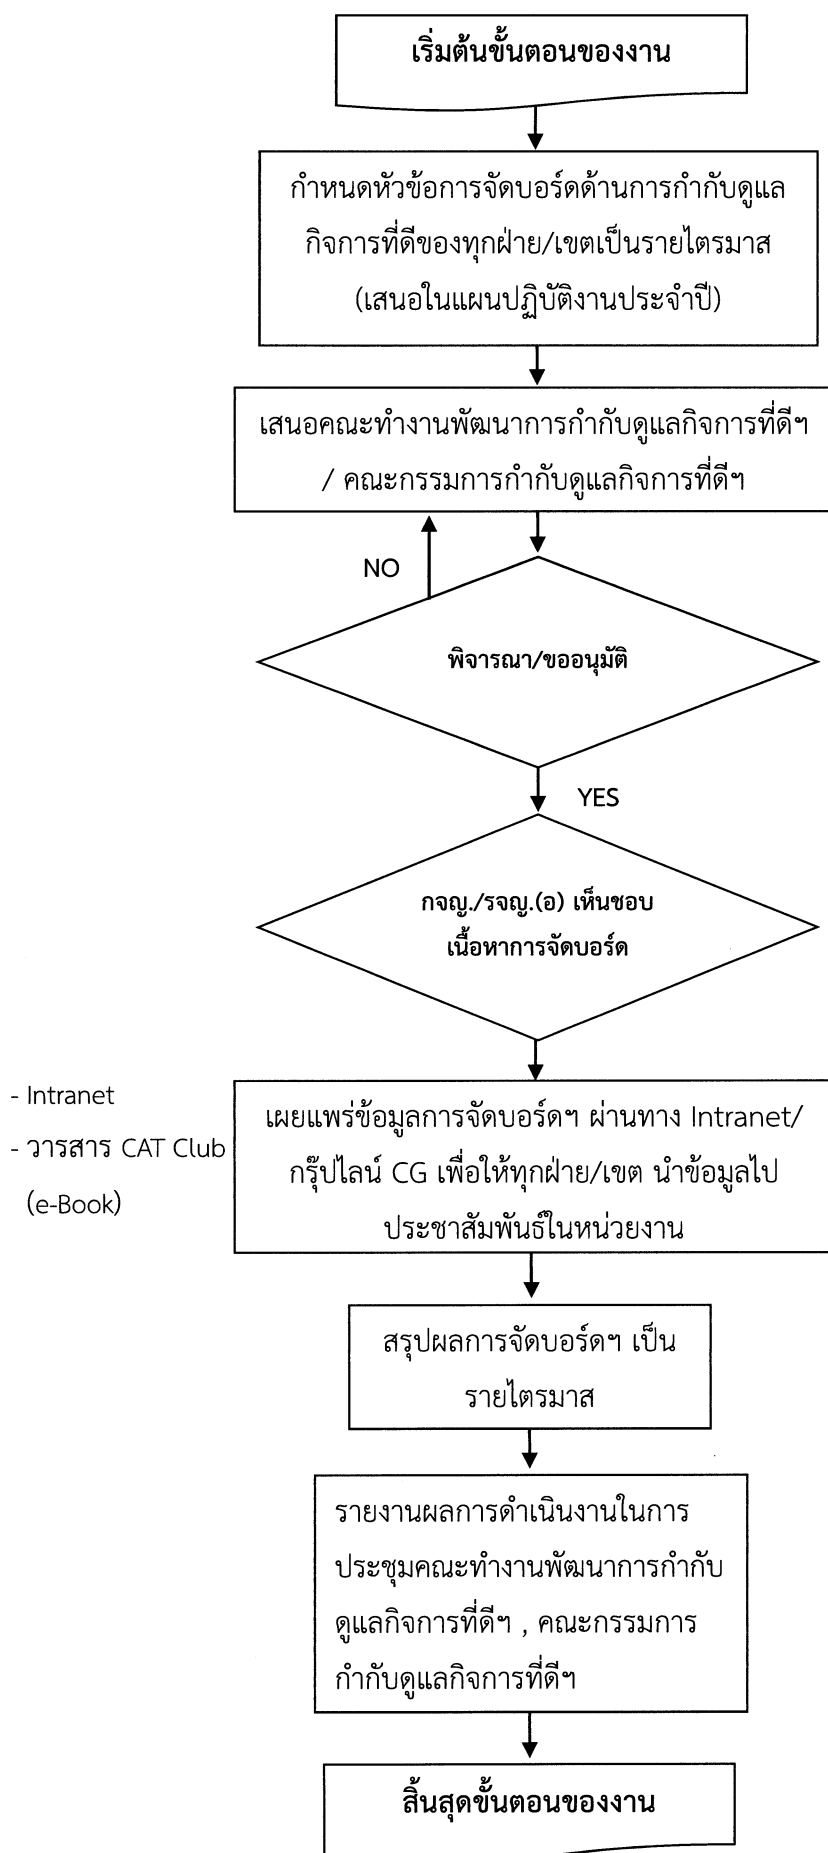 เริ่มต้นขั้นตอนของงาน
กำหนดหัวข้อการจัดบอร์ดด้านการกำกับดูแล
กิจการที่ดีของทุกฝ่าย/เขตเป็นรายไตรมาส
(เสนอในแผนปฏิบัติงานประจำปี)
เสนอคณะทำงานพัฒนาการกำกับดูแลกิจการที่ดีฯ
/ คณะกรรมการกำกับดูแลกิจการที่ดีฯ
NO
พิจารณา/ขออนุมัติ
YES
กจญ./รจญ.(อ) เห็นชอบ
เนื้อหาการจัดบอร์ด
- Intranet
- วารสาร CAT Club
(e-Book)
เผยแพร่ข้อมูลการจัดบอร์ดฯ ผ่านทาง Intranet/
กรุ๊ปไลน์ CG เพื่อให้ทุกฝ่าย/เขต นำข้อมูลไป
ประชาสัมพันธ์ในหน่วยงาน
สรุปผลการจัดบอร์ดฯ เป็น
รายไตรมาส
รายงานผลการดำเนินงานในการ
ประชุมคณะทำงานพัฒนาการกำกับ
ดูแลกิจการที่ดีฯ , คณะกรรมการ
กำกับดูแลกิจการที่ดีฯ
สิ้นสุดขั้นตอนของงาน